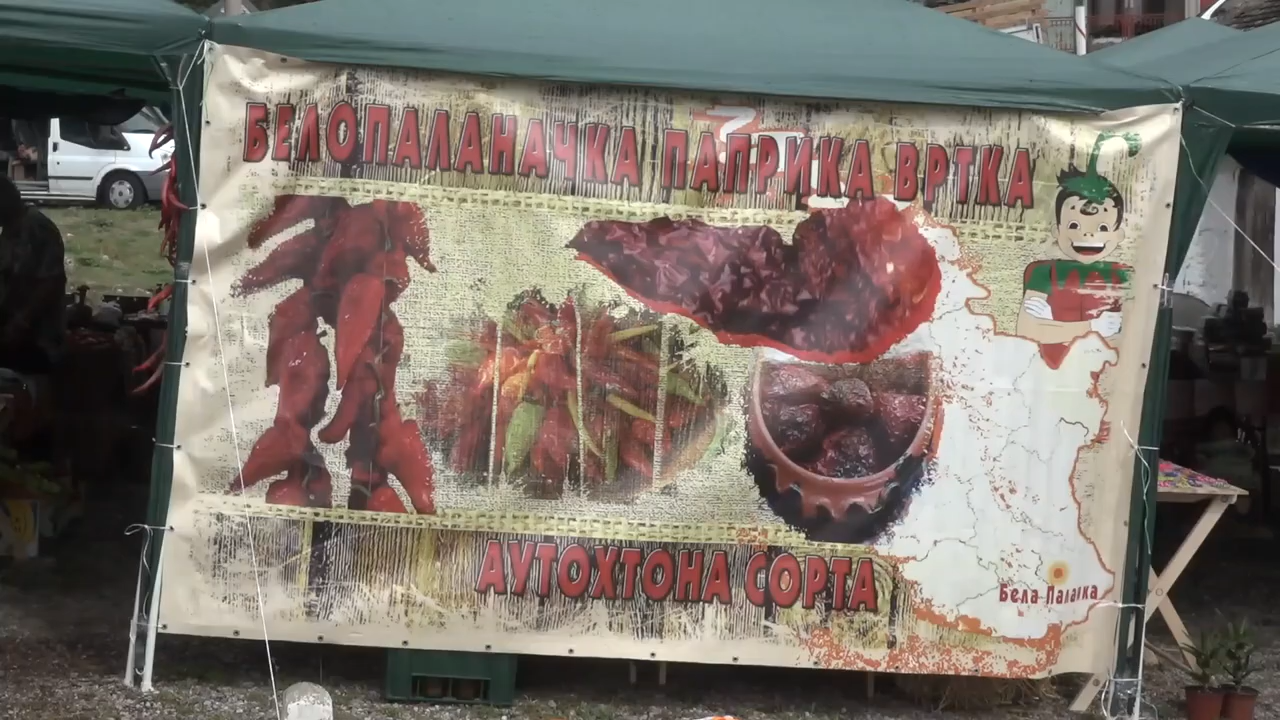 БЕЛОПАЛАНАЧКА ПАПРИКА ВРТКА
АУТОХТОНА СОРТА
Бела Паланка